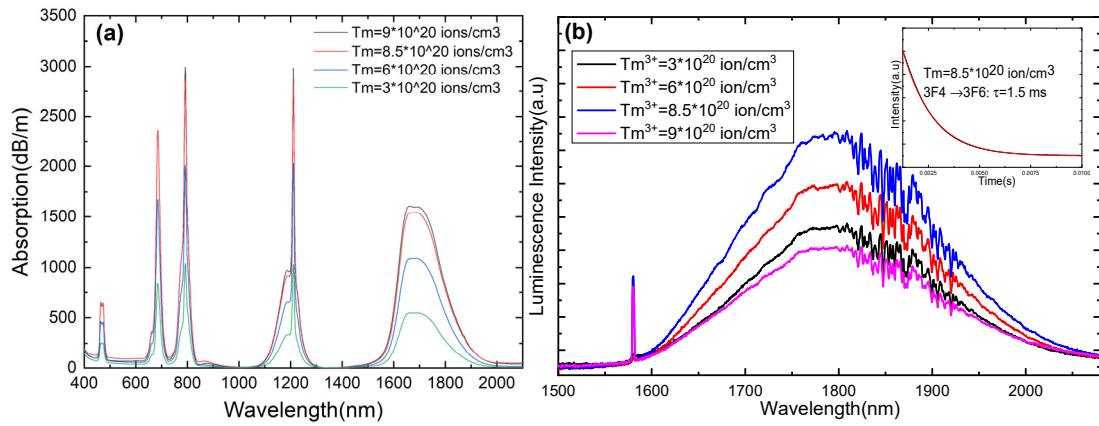 (a)
Tm=9*10^20 ions/cm3
Tm=8.5*10^20 ions/cm3
Tm=6*10^20 ions/cm3
Tm=3*10^20 ions/cm3
3500
3000
2500
2000
1500
1000
500
0
Absorption(dB/m)
400 600 800 1000 1200 1400 1600 1800 2000
Wavelength(nm)
(b)
Tm³⁺=3*10²⁰ ion/cm³
Tm³⁺=6*10²⁰ ion/cm³
Tm³⁺=8.5*10²⁰ ion/cm³
Tm³⁺=9*10²⁰ ion/cm³
Luminescence Intensity(a.u)
1500 1600 1700 1800 1900 2000
Wavelength(nm)
Intensity(a.u)
Tm=8.5*10²⁰ ion/cm³
3F4 →3F6: τ=1.5 ms
0.0025 0.0050 0.0075 0.0100
Time(s)